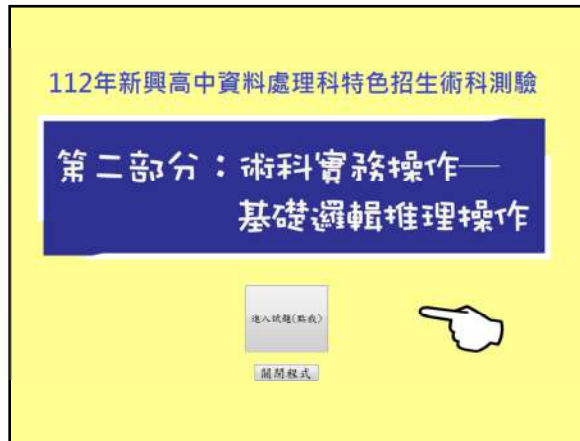 112年新興高中資料處理科特色招生術科測驗
第二部分：術科實務操作─
基礎邏輯推理操作
進入試題(點我)
關閉程式